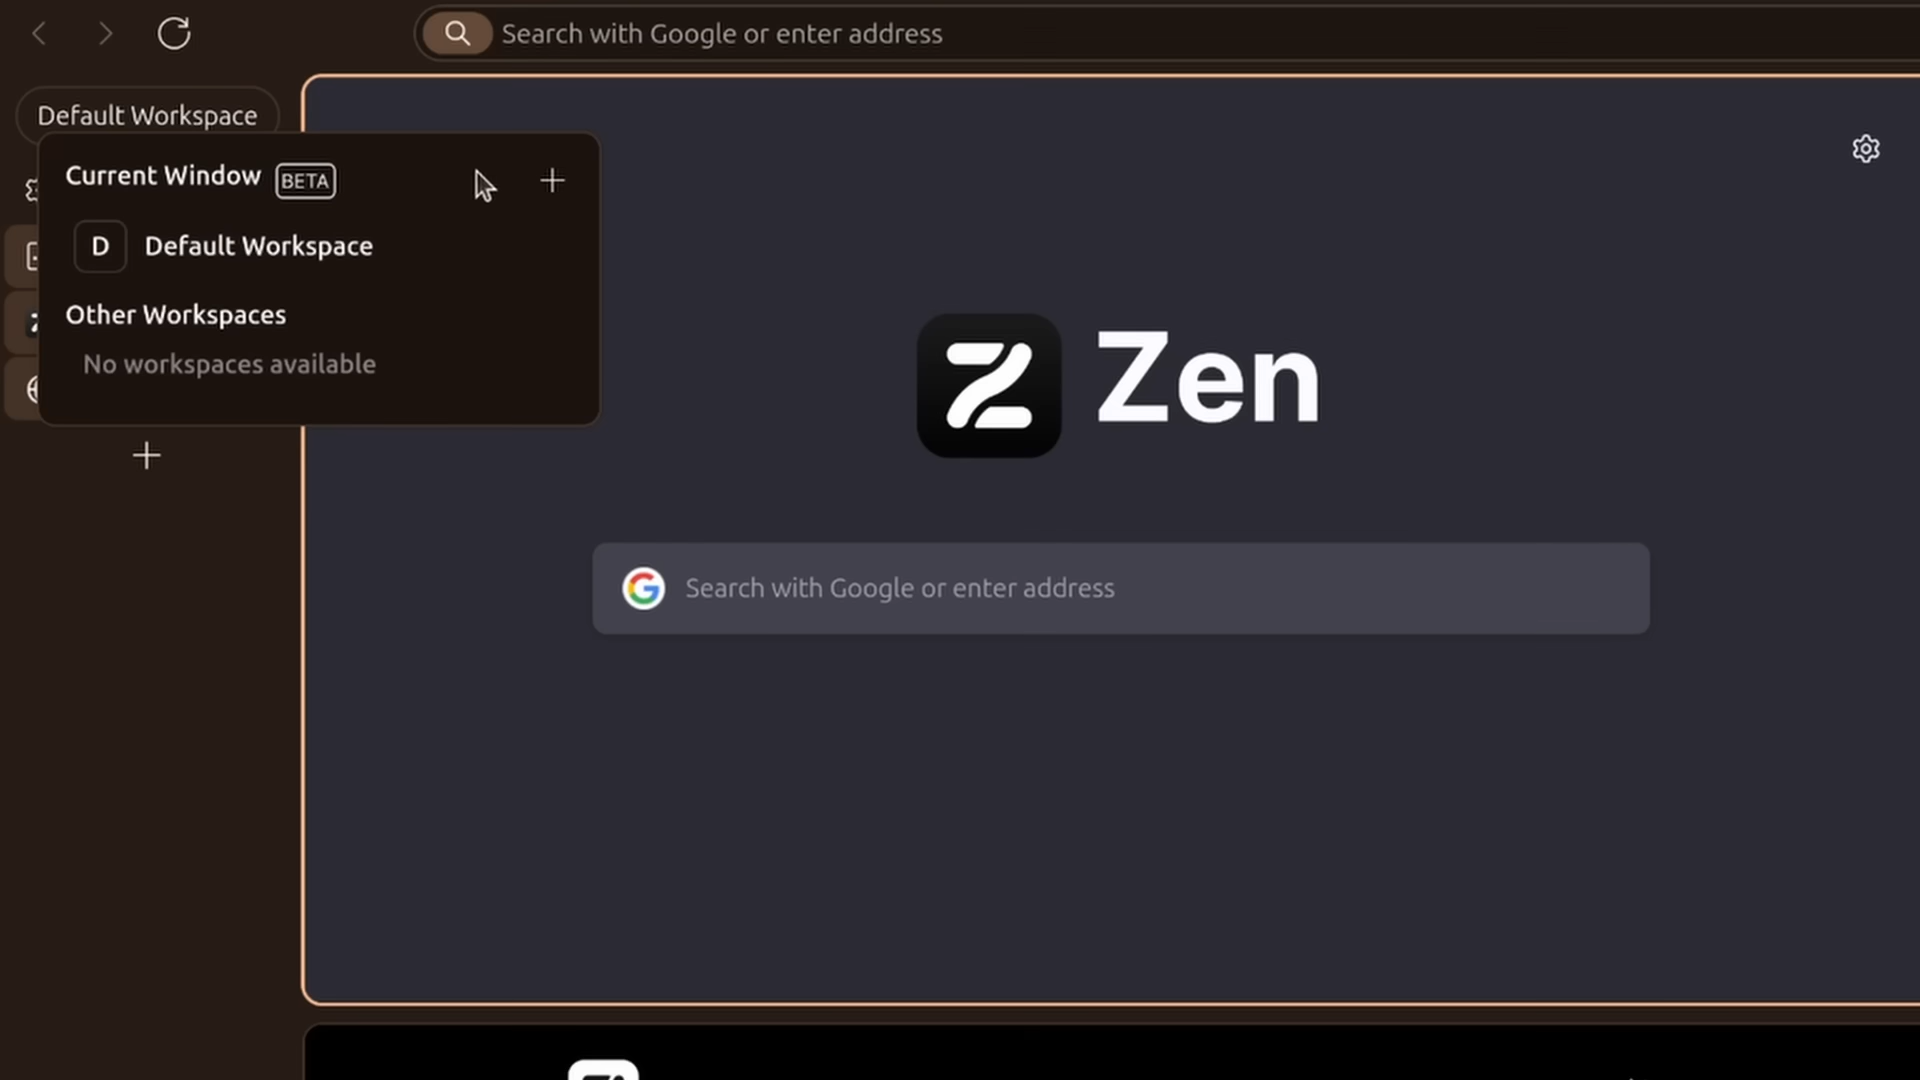 Search with Google or enter address
Default Workspace
Current Window BETA
D Default Workspace
Other Workspaces
No workspaces available
Zen
Search with Google or enter address